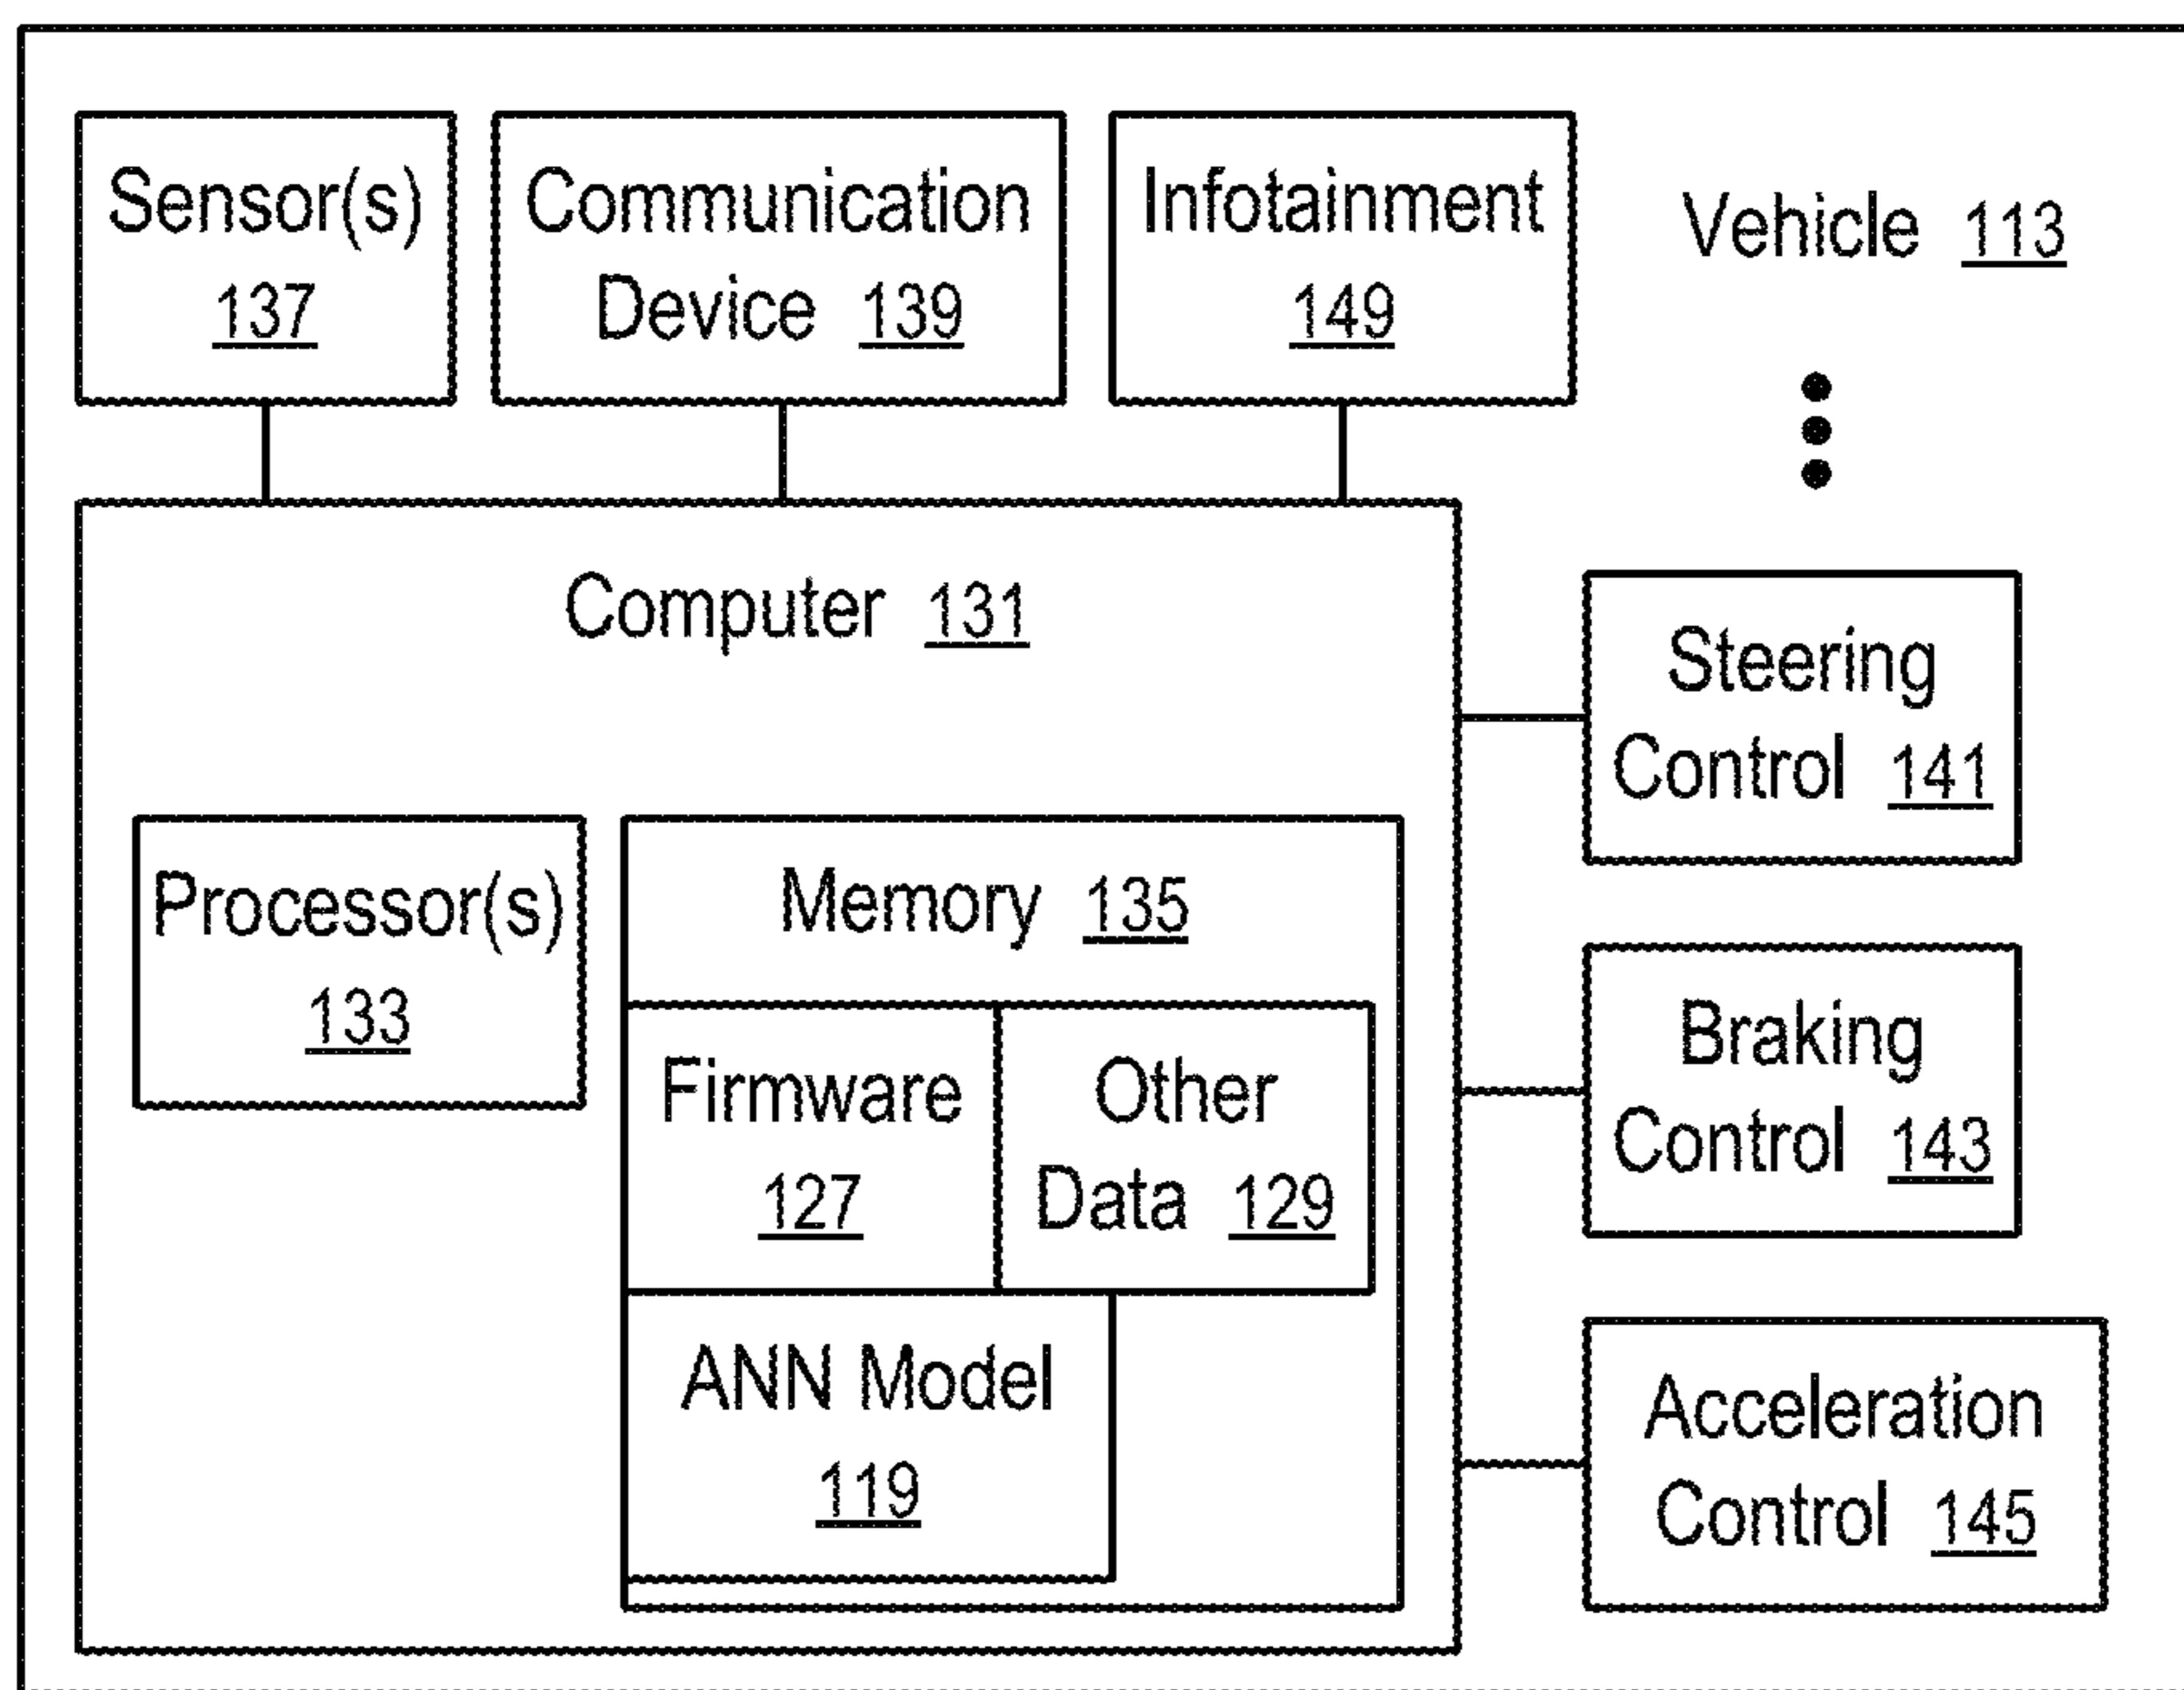 Sensor(s)
137
Communication
Device 139
Infotainment
149
Vehicle 113
Computer 131
Steering
Control 141
Processor(s)
133
Memory 135
Firmware
127
Other
Data 129
ANN Model
119
Braking
Control 143
Acceleration
Control 145